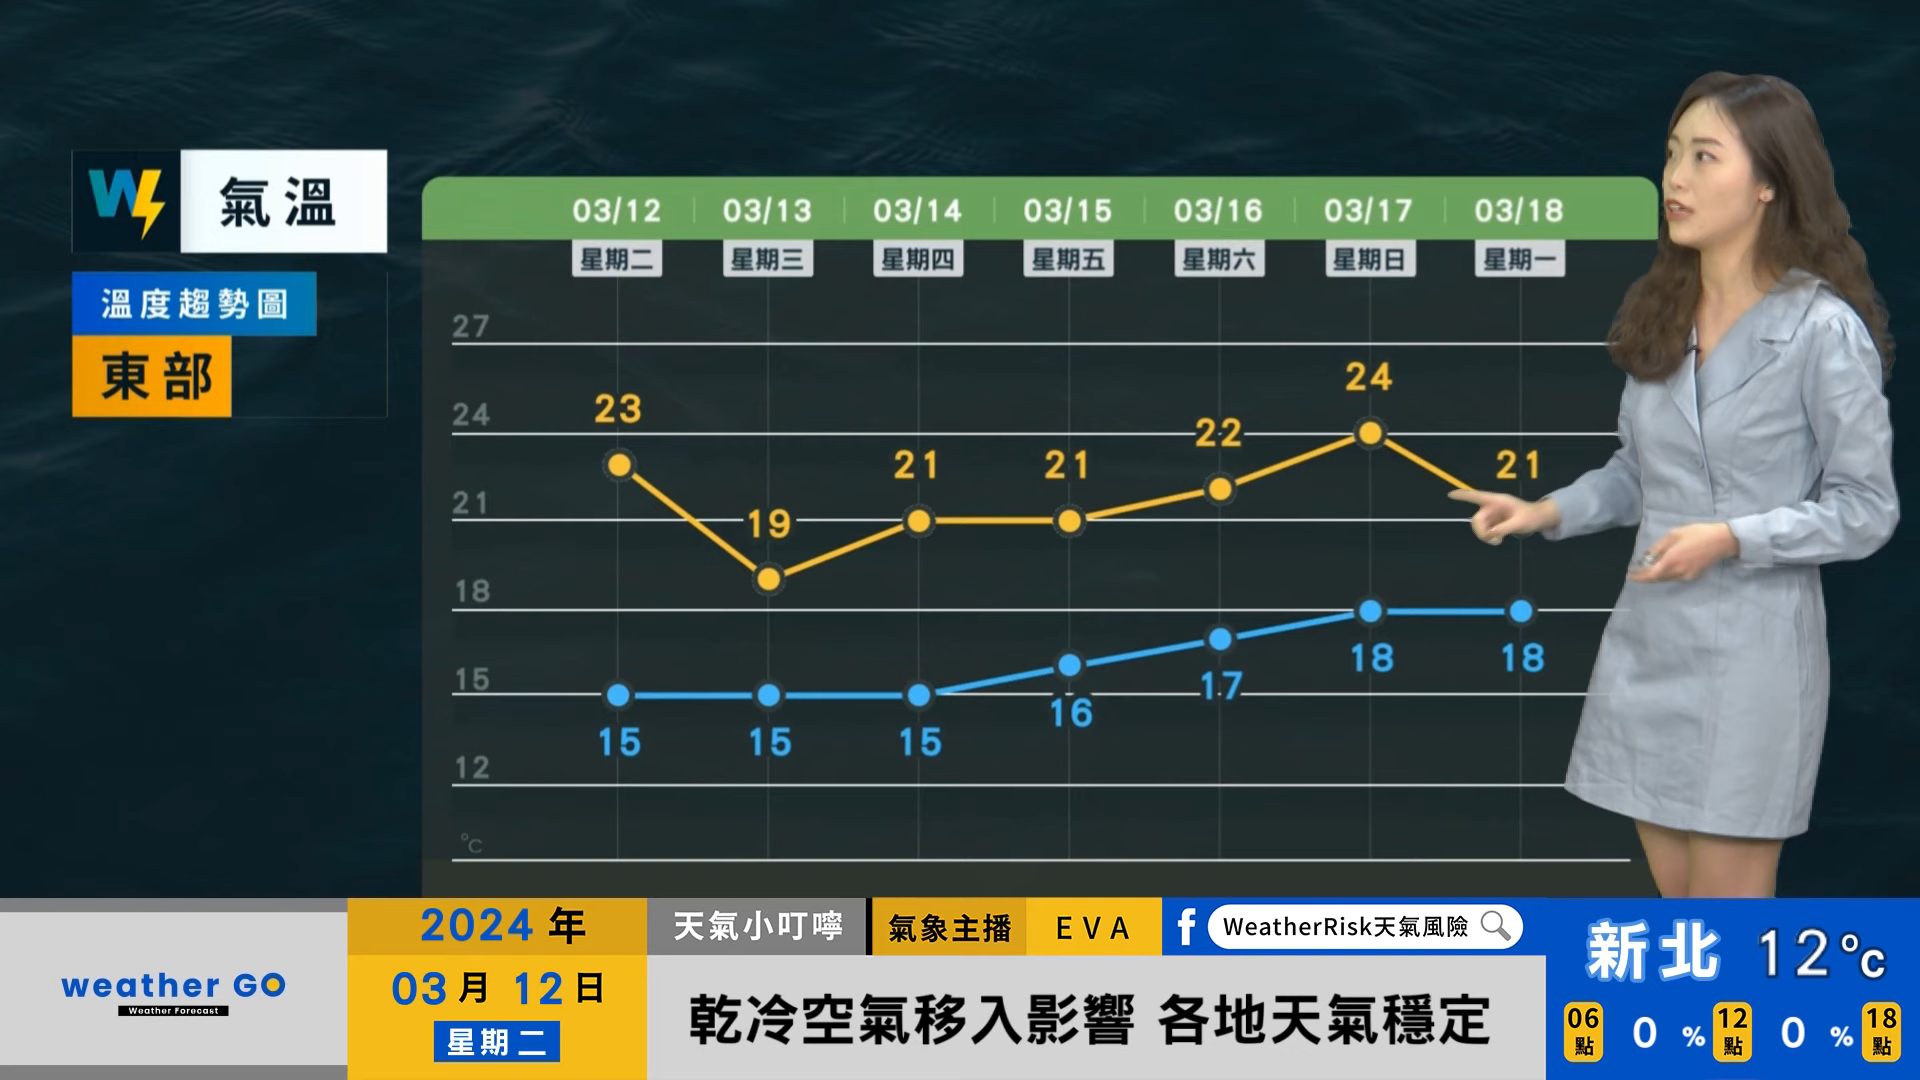 氣溫
溫度趨勢圖
東部
03/12 03/13 03/14 03/15 03/16 03/17 03/18
星期二 星期三 星期四 星期五 星期六 星期日 星期一
27
24
21
18
15
12
°C
23 19 21 21 22 24 21
15 15 15 16 17 18 18
weather GO
Weather Forecast
2024 年
03 月 12 日
星期二
天氣小叮嚀
氣象主播 EVA
WeatherRisk天氣風險
乾冷空氣移入影響 各地天氣穩定
新北 12°C
06點 0 % 12點 0 % 18點